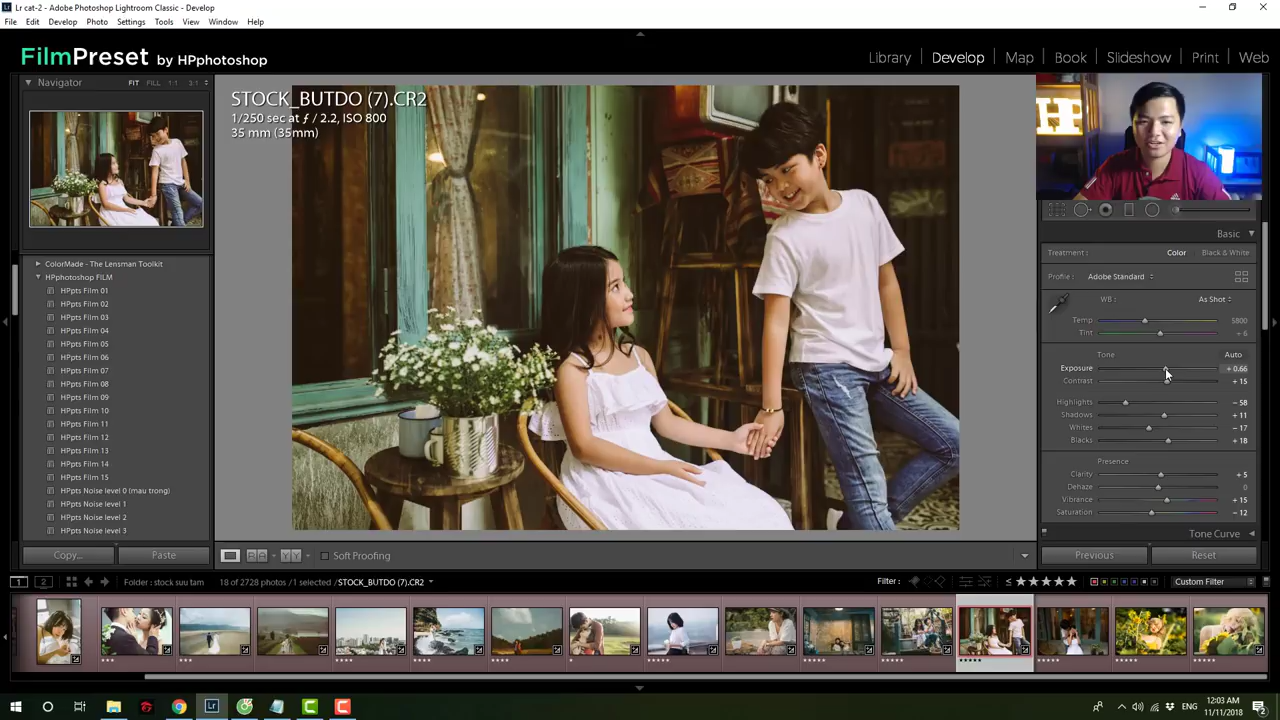 Lr cat-2 - Adobe Photoshop Lightroom Classic - Develop
File Edit Develop Photo Settings Tools View Window Help
FilmPreset by HPphotoshop
Library | Develop | Map | Book | Slideshow | Print | Web
Navigator FIT FILL 1:1 3:1
STOCK_BUTDO (7).CR2
1/250 sec at ƒ / 2.2, ISO 800
35 mm (35mm)
ColorMade - The Lensman Toolkit
HPphotoshop FILM
HPpts Film 01
HPpts Film 02
HPpts Film 03
HPpts Film 04
HPpts Film 05
HPpts Film 06
HPpts Film 07
HPpts Film 08
HPpts Film 09
HPpts Film 10
HPpts Film 11
HPpts Film 12
HPpts Film 13
HPpts Film 14
HPpts Film 15
HPpts Noise level 0 (mau trong)
HPpts Noise level 1
HPpts Noise level 2
HPpts Noise level 3
Copy... Paste
Basic
Treatment : Color Black & White
Profile : Adobe Standard
WB : As Shot
Temp 5800
Tint + 6
Tone Auto
Exposure + 0.66
Contrast + 15
Highlights − 58
Shadows + 11
Whites − 17
Blacks + 18
Presence
Clarity + 5
Dehaze 0
Vibrance + 15
Saturation − 12
Tone Curve
Previous Reset
Soft Proofing
1 2 Folder : stock suu tam 18 of 2728 photos / 1 selected / STOCK_BUTDO (7).CR2 Filter : ≤ ★★★★★ Custom Filter
12:03 AM
11/11/2018
2